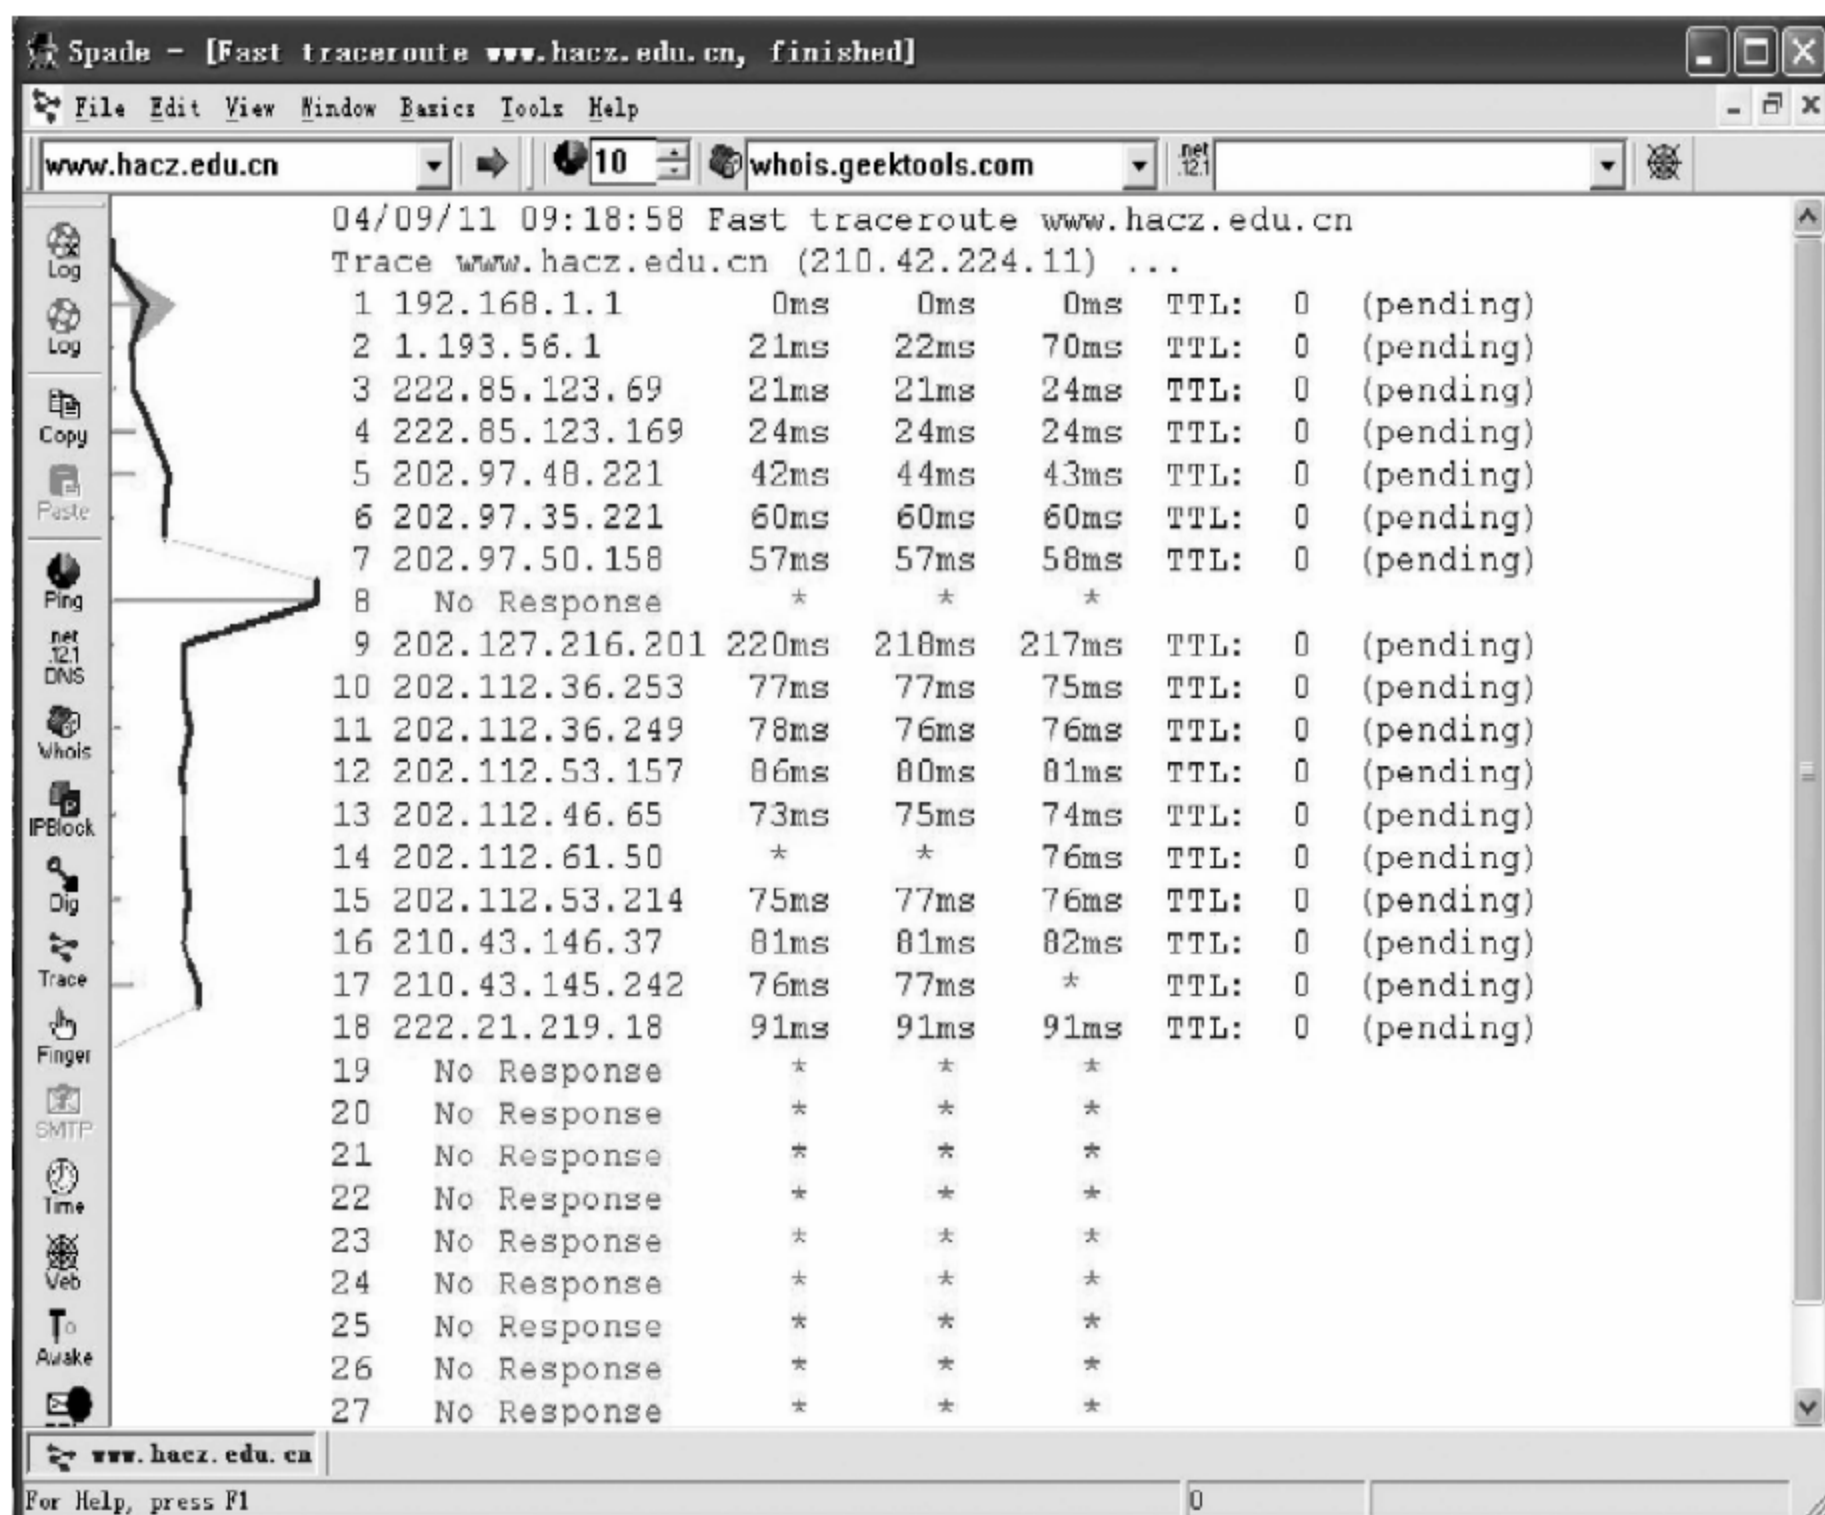 Spade - [Fast traceroute www.hacz.edu.cn, finished]
File Edit View Window Basics Tools Help
www.hacz.edu.cn 10 whois.geektools.com .net .12.1
Log
Log
Copy
Paste
Ping
.net
.12.1
DNS
Whois
IPBlock
Dig
Trace
Finger
SMTP
Time
Web
Awake
04/09/11 09:18:58 Fast traceroute www.hacz.edu.cn
Trace www.hacz.edu.cn (210.42.224.11) ...
1 192.168.1.1 0ms 0ms 0ms TTL: 0 (pending)
2 1.193.56.1 21ms 22ms 70ms TTL: 0 (pending)
3 222.85.123.69 21ms 21ms 24ms TTL: 0 (pending)
4 222.85.123.169 24ms 24ms 24ms TTL: 0 (pending)
5 202.97.48.221 42ms 44ms 43ms TTL: 0 (pending)
6 202.97.35.221 60ms 60ms 60ms TTL: 0 (pending)
7 202.97.50.158 57ms 57ms 58ms TTL: 0 (pending)
8 No Response * * *
9 202.127.216.201 220ms 218ms 217ms TTL: 0 (pending)
10 202.112.36.253 77ms 77ms 75ms TTL: 0 (pending)
11 202.112.36.249 78ms 76ms 76ms TTL: 0 (pending)
12 202.112.53.157 86ms 80ms 81ms TTL: 0 (pending)
13 202.112.46.65 73ms 75ms 74ms TTL: 0 (pending)
14 202.112.61.50 * * 76ms TTL: 0 (pending)
15 202.112.53.214 75ms 77ms 76ms TTL: 0 (pending)
16 210.43.146.37 81ms 81ms 82ms TTL: 0 (pending)
17 210.43.145.242 76ms 77ms * TTL: 0 (pending)
18 222.21.219.18 91ms 91ms 91ms TTL: 0 (pending)
19 No Response * * *
20 No Response * * *
21 No Response * * *
22 No Response * * *
23 No Response * * *
24 No Response * * *
25 No Response * * *
26 No Response * * *
27 No Response * * *
www.hacz.edu.cn
For Help, press F1 0